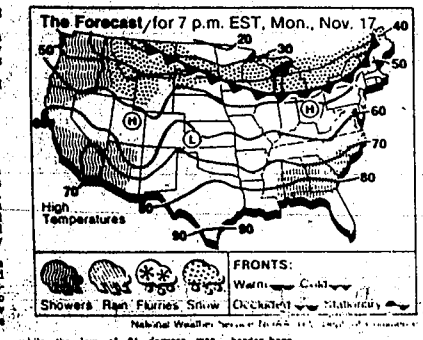 The Forecast for 7 p.m. EST, Mon., Nov. 17
20
30
40
50
50
H
H
60
L
70
70
80
High
Temperatures
80
90
90
FRONTS:
Warm Cold
Showers Rain Flurries Snow
Occluded Stationary
National Weather Service